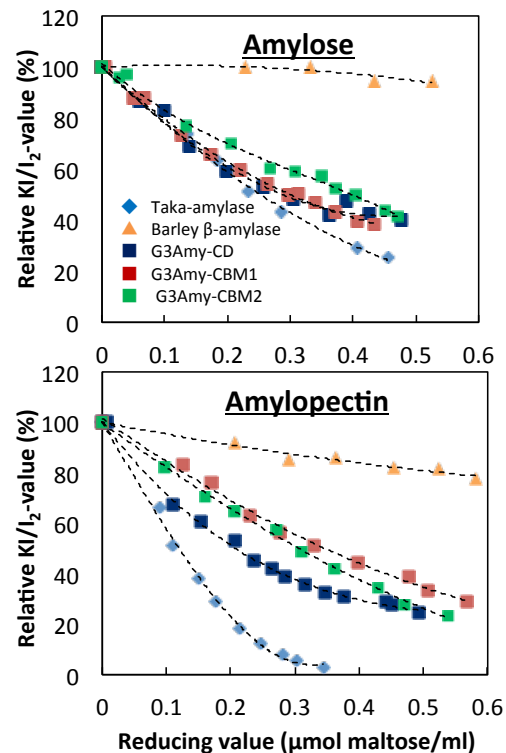 120
Amylose
100
80
60
40
20
0
Relative KI/I₂-value (%)
Taka-amylase
Barley β-amylase
G3Amy-CD
G3Amy-CBM1
G3Amy-CBM2
0 0.1 0.2 0.3 0.4 0.5 0.6
120
Amylopectin
100
80
60
40
20
0
Relative KI/I₂-value (%)
0 0.1 0.2 0.3 0.4 0.5 0.6
Reducing value (μmol maltose/ml)